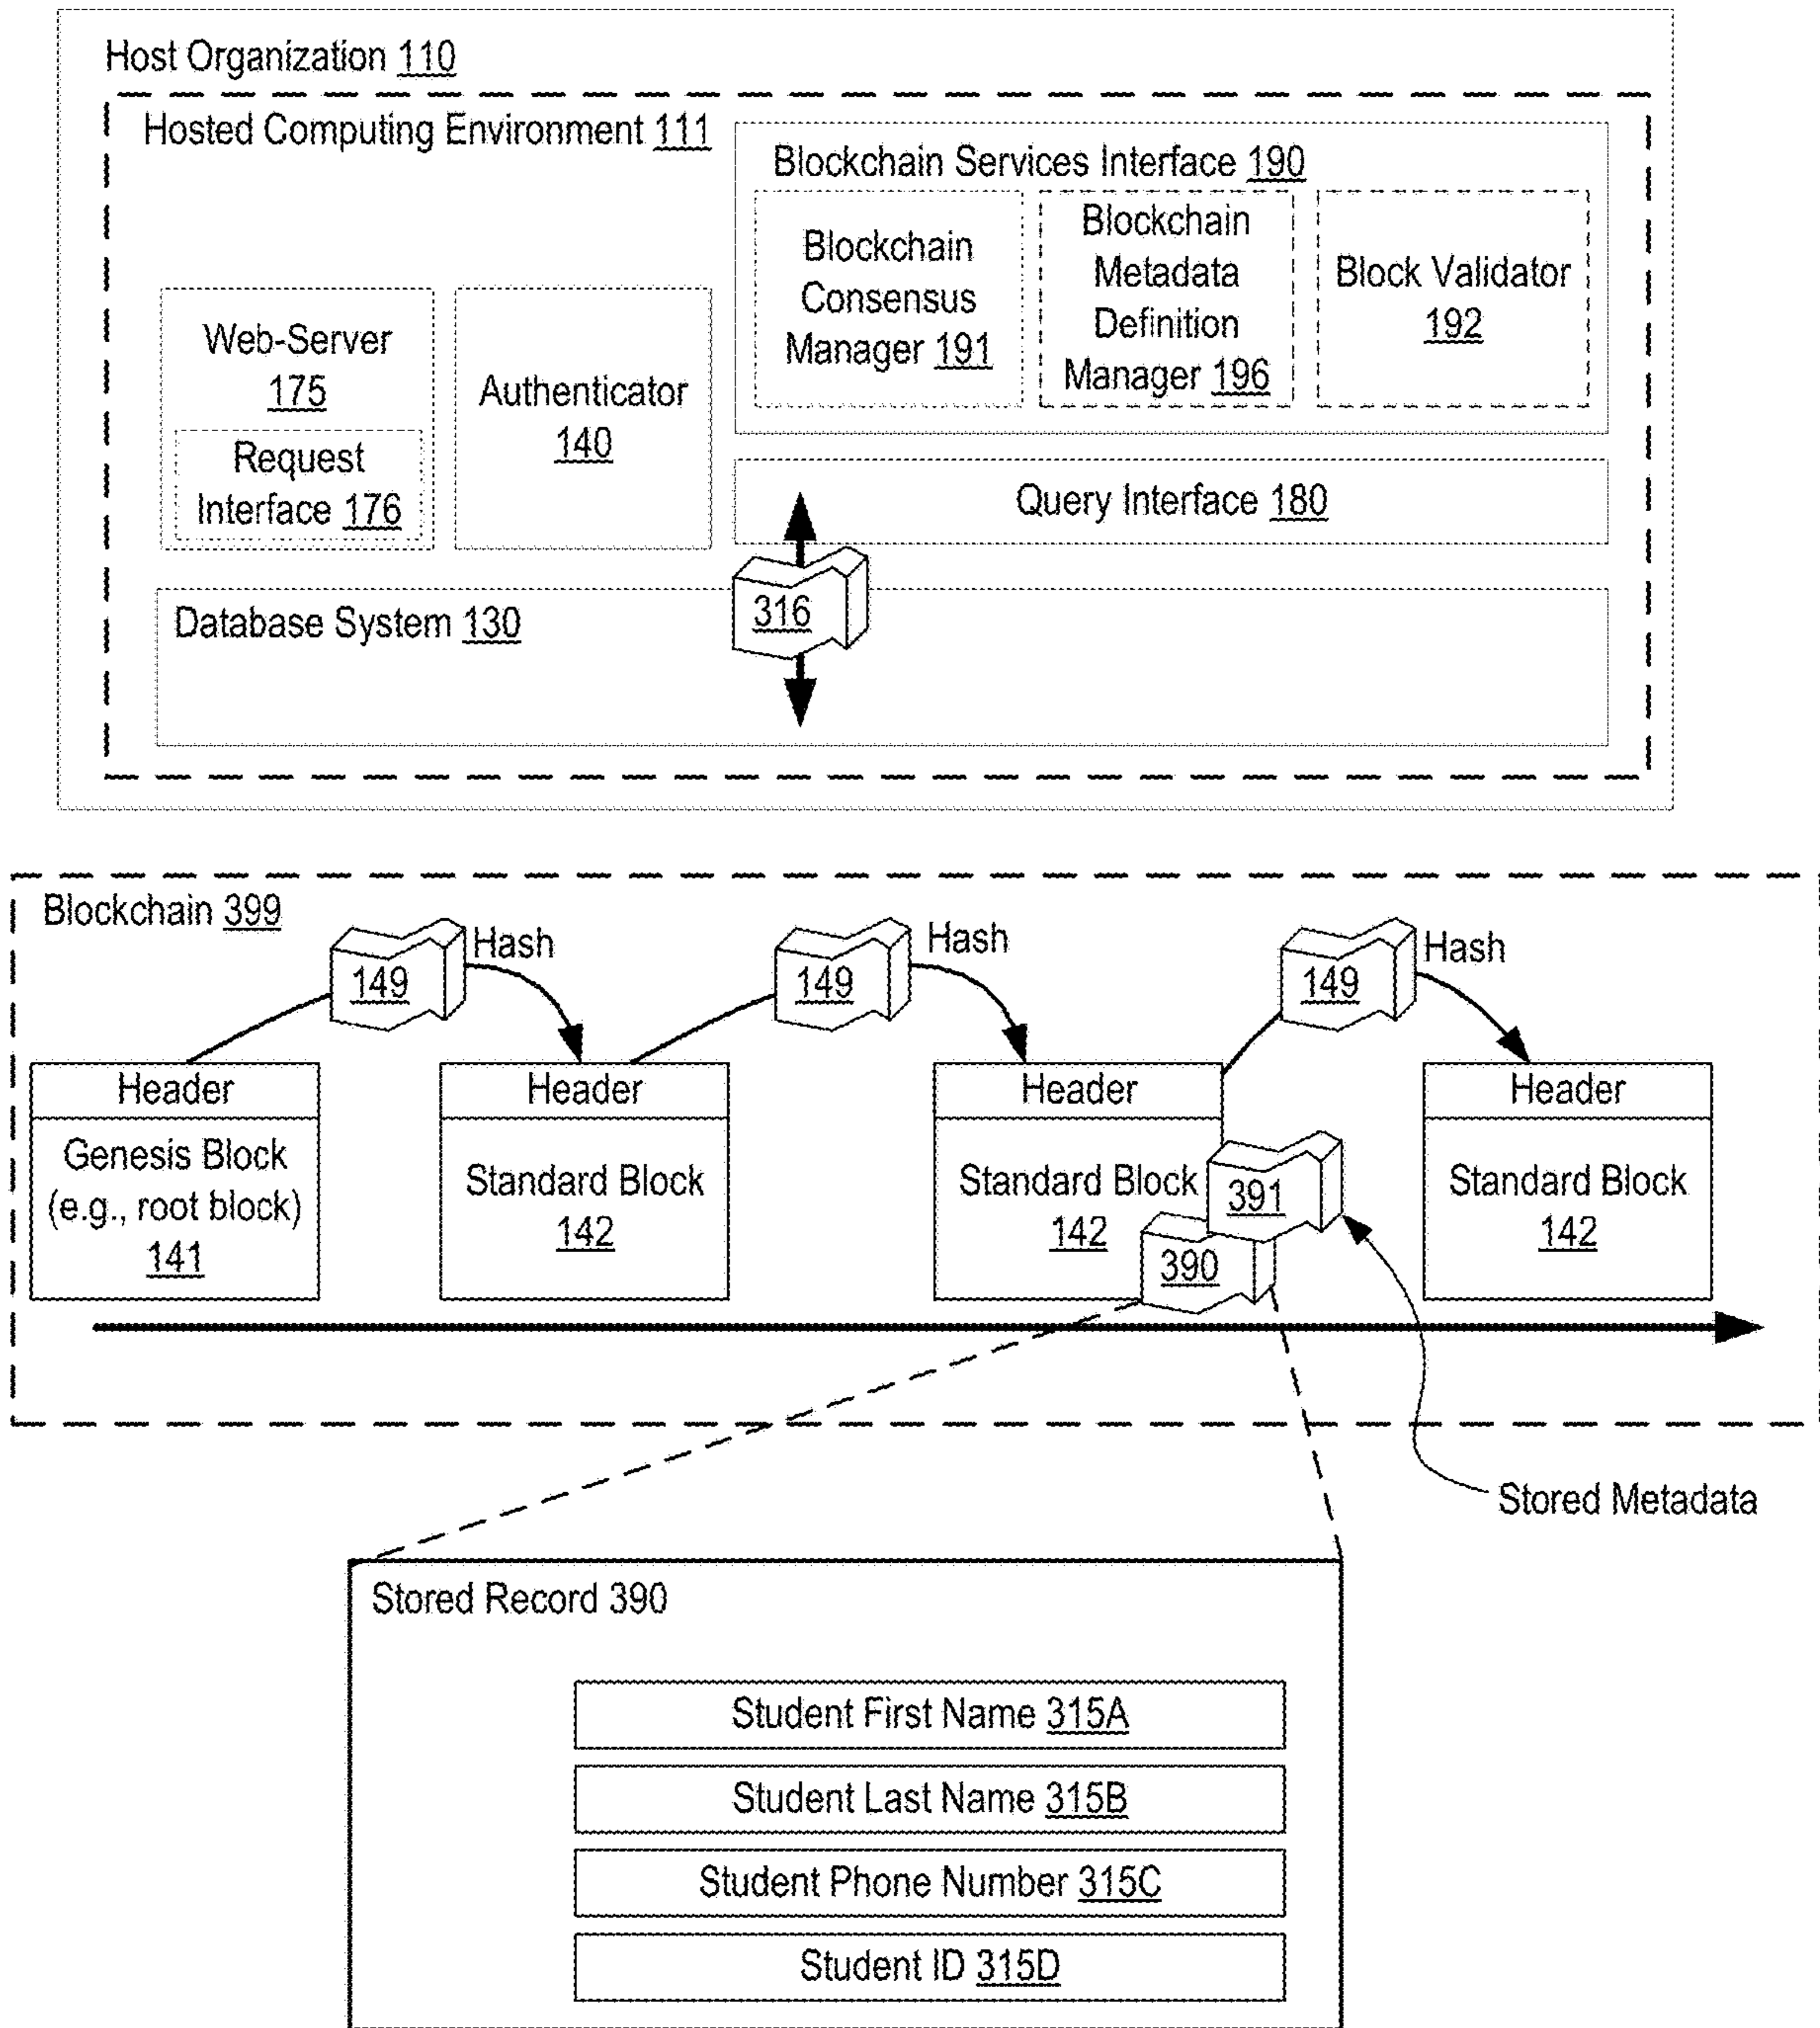 Host Organization 110
Hosted Computing Environment 111
Blockchain Services Interface 190
Blockchain
Consensus
Manager 191
Blockchain
Metadata
Definition
Manager 196
Block Validator
192
Web-Server
175
Request
Interface 176
Authenticator
140
Query Interface 180
316
Database System 130
Blockchain 399
149
Hash
149
Hash
149
Hash
Header
Genesis Block
(e.g., root block)
141
Header
Standard Block
142
Header
Standard Block
142
391
390
Header
Standard Block
142
Stored Metadata
Stored Record 390
Student First Name 315A
Student Last Name 315B
Student Phone Number 315C
Student ID 315D